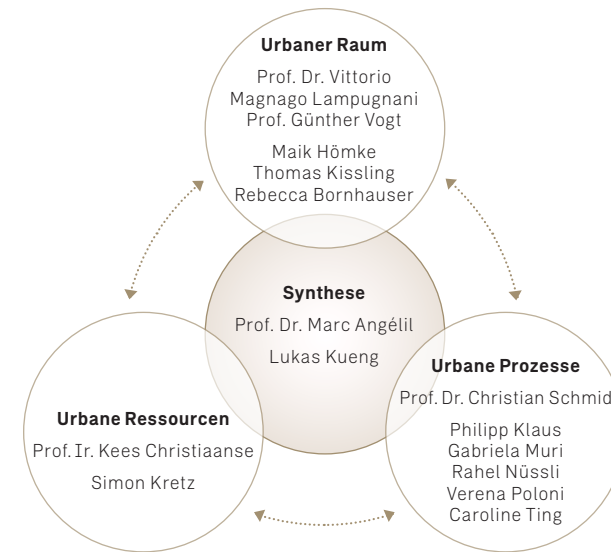 Urbaner Raum
Prof. Dr. Vittorio
Magnago Lampugnani
Prof. Günther Vogt
Maik Hömke
Thomas Kissling
Rebecca Bornhauser
Synthese
Prof. Dr. Marc Angélil
Lukas Kueng
Urbane Ressourcen
Prof. Ir. Kees Christiaanse
Simon Kretz
Urbane Prozesse
Prof. Dr. Christian Schmid
Philipp Klaus
Gabriela Muri
Rahel Nüssli
Verena Poloni
Caroline Ting